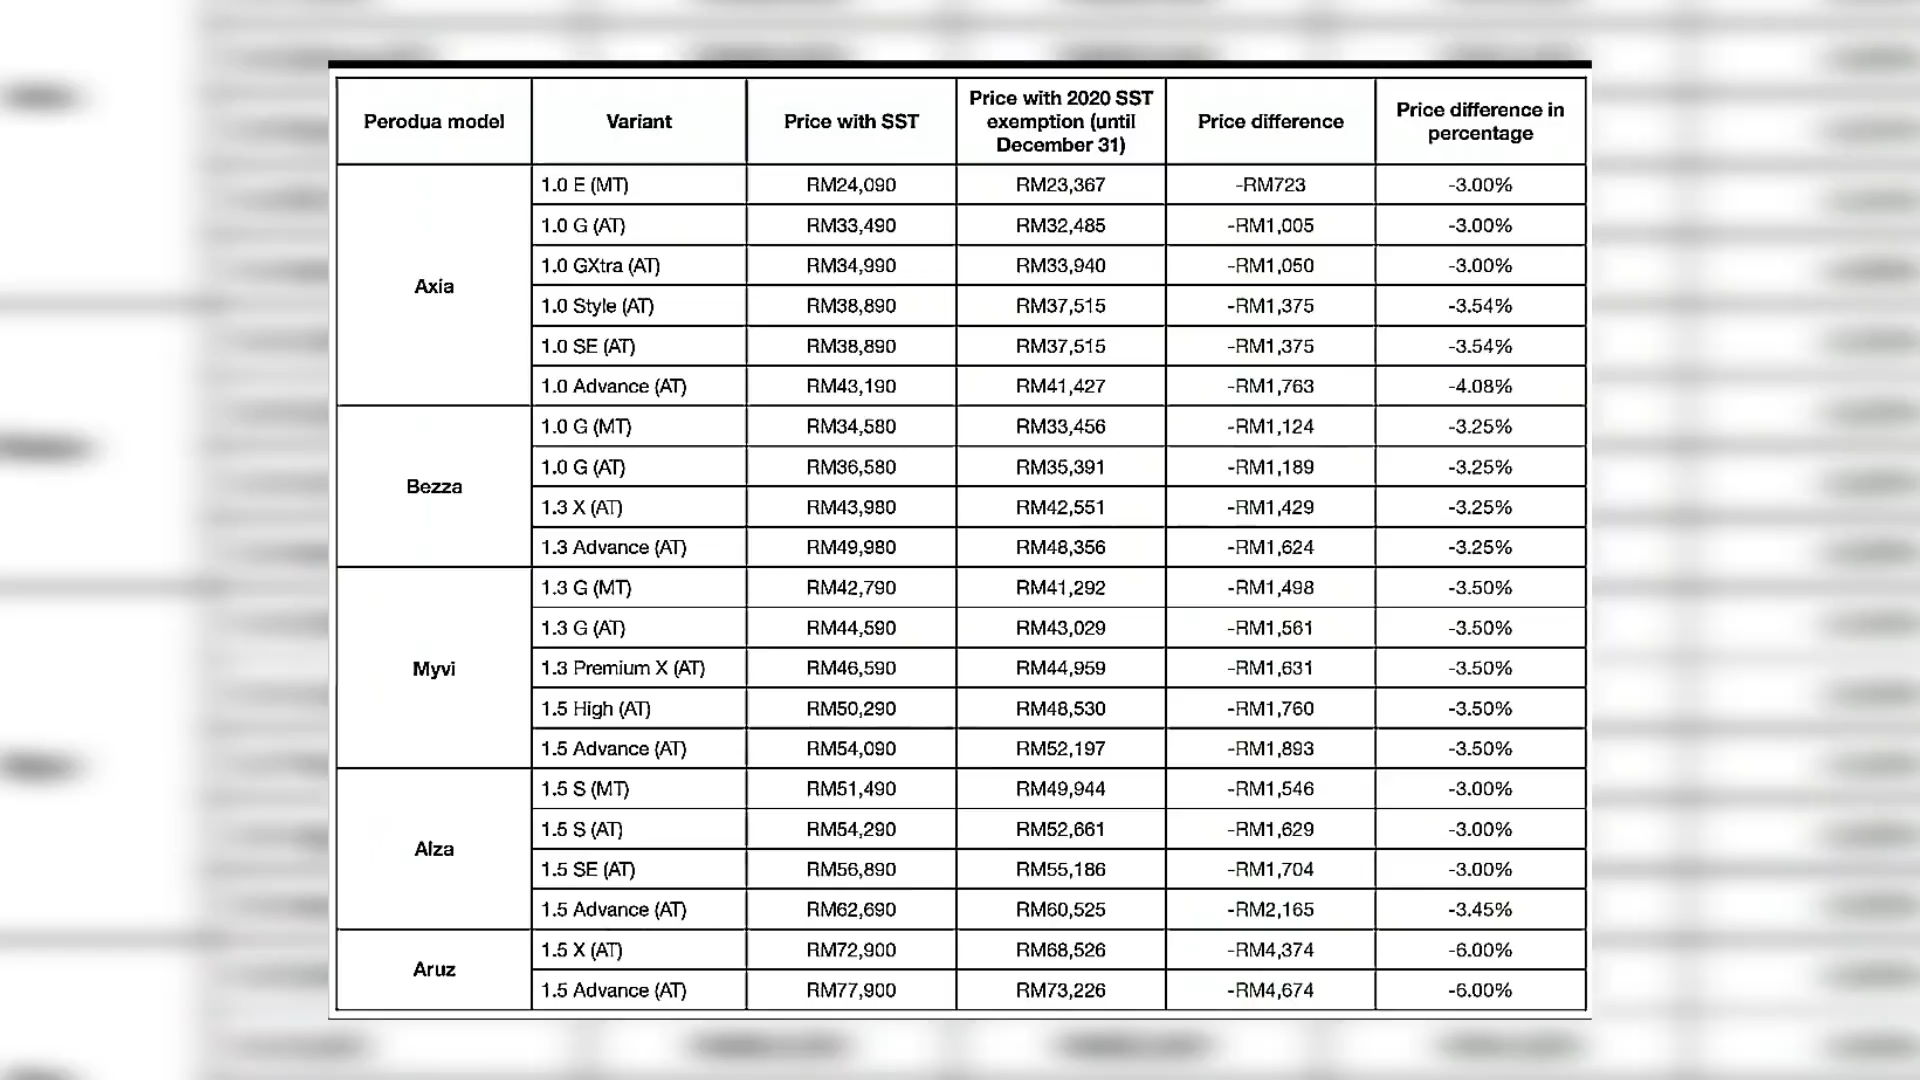 Perodua model Variant Price with SST Price with 2020 SST exemption (until December 31) Price difference Price difference in percentage
Axia
1.0 E (MT) RM24,090 RM23,367 -RM723 -3.00%
1.0 G (AT) RM33,490 RM32,485 -RM1,005 -3.00%
1.0 GXtra (AT) RM34,990 RM33,940 -RM1,050 -3.00%
1.0 Style (AT) RM38,890 RM37,515 -RM1,375 -3.54%
1.0 SE (AT) RM38,890 RM37,515 -RM1,375 -3.54%
1.0 Advance (AT) RM43,190 RM41,427 -RM1,763 -4.08%
Bezza
1.0 G (MT) RM34,580 RM33,456 -RM1,124 -3.25%
1.0 G (AT) RM36,580 RM35,391 -RM1,189 -3.25%
1.3 X (AT) RM43,980 RM42,551 -RM1,429 -3.25%
1.3 Advance (AT) RM49,980 RM48,356 -RM1,624 -3.25%
Myvi
1.3 G (MT) RM42,790 RM41,292 -RM1,498 -3.50%
1.3 G (AT) RM44,590 RM43,029 -RM1,561 -3.50%
1.3 Premium X (AT) RM46,590 RM44,959 -RM1,631 -3.50%
1.5 High (AT) RM50,290 RM48,530 -RM1,760 -3.50%
1.5 Advance (AT) RM54,090 RM52,197 -RM1,893 -3.50%
Alza
1.5 S (MT) RM51,490 RM49,944 -RM1,546 -3.00%
1.5 S (AT) RM54,290 RM52,661 -RM1,629 -3.00%
1.5 SE (AT) RM56,890 RM55,186 -RM1,704 -3.00%
1.5 Advance (AT) RM62,690 RM60,525 -RM2,165 -3.45%
Aruz
1.5 X (AT) RM72,900 RM68,526 -RM4,374 -6.00%
1.5 Advance (AT) RM77,900 RM73,226 -RM4,674 -6.00%